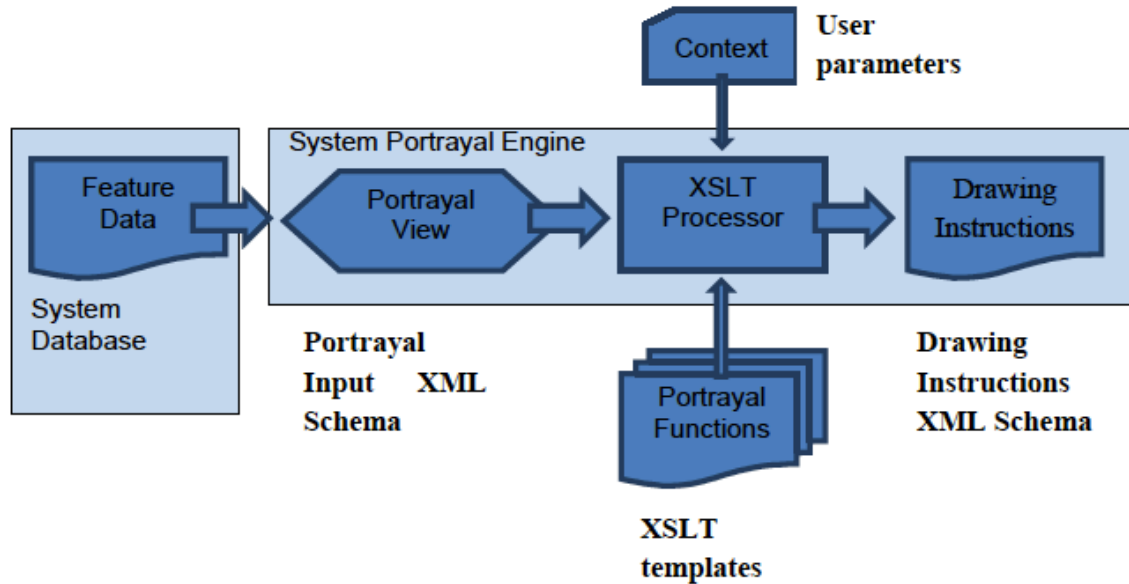 Context
User
parameters
System Portrayal Engine
Feature
Data
Portrayal
View
XSLT
Processor
Drawing
Instructions
System
Database
Portrayal
Input XML
Schema
Portrayal
Functions
Drawing
Instructions
XML Schema
XSLT
templates